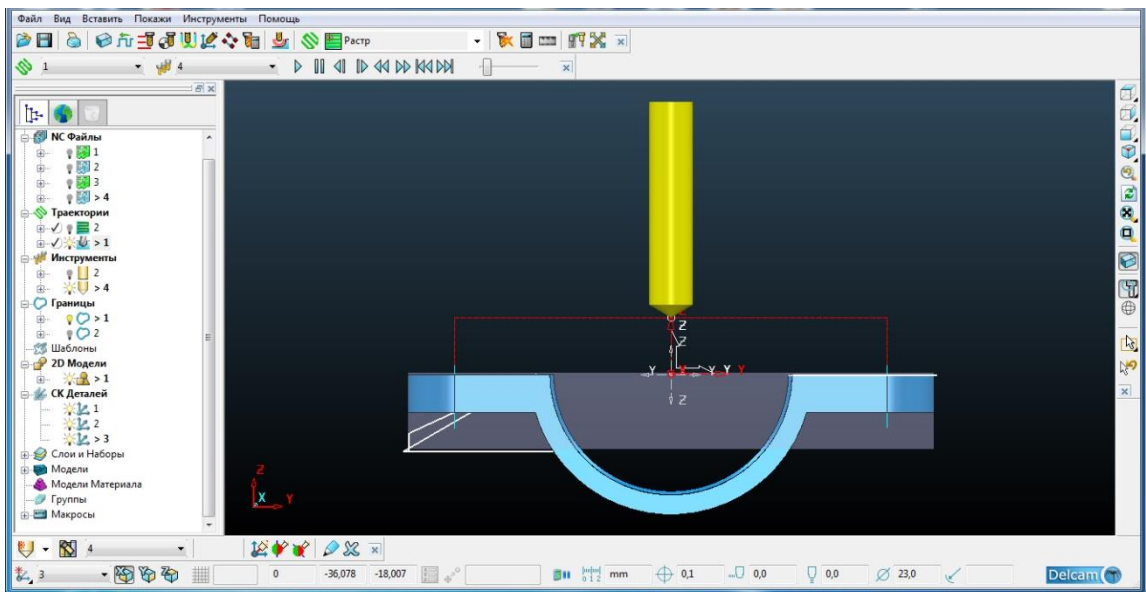 Файл Вид Вставить Покажи Инструменты Помощь
Растр
1 4
NC Файлы
1
2
3
> 4
Траектории
2
> 1
Инструменты
2
> 4
Границы
> 1
2
Шаблоны
2D Модели
> 1
СК Деталей
1
2
> 3
Слои и Наборы
Модели
Модели Материала
Группы
Макросы
Z
Z
Y X Y Y Y
Z
Z
X Y
4
3 0 -36,078 -18,007 mm 0,1 0,0 0,0 23,0 Delcam